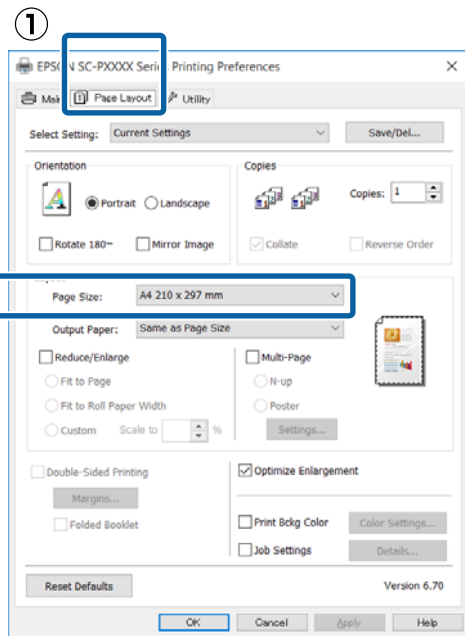 ①
EPSON SC-PXXXX Series Printing Preferences
Main Page Layout Utility
Select Setting: Current Settings Save/Del...
Orientation Copies
A Portrait Landscape Copies: 1
Rotate 180° Mirror Image Collate Reverse Order
Page Size: A4 210 x 297 mm
Output Paper: Same as Page Size
Reduce/Enlarge Multi-Page
Fit to Page N-up
Fit to Roll Paper Width Poster
Custom Scale to % Settings...
Double-Sided Printing Optimize Enlargement
Margins...
Folded Booklet Print Bckg Color Color Settings...
Job Settings Details...
Reset Defaults Version 6.70
OK Cancel Apply Help